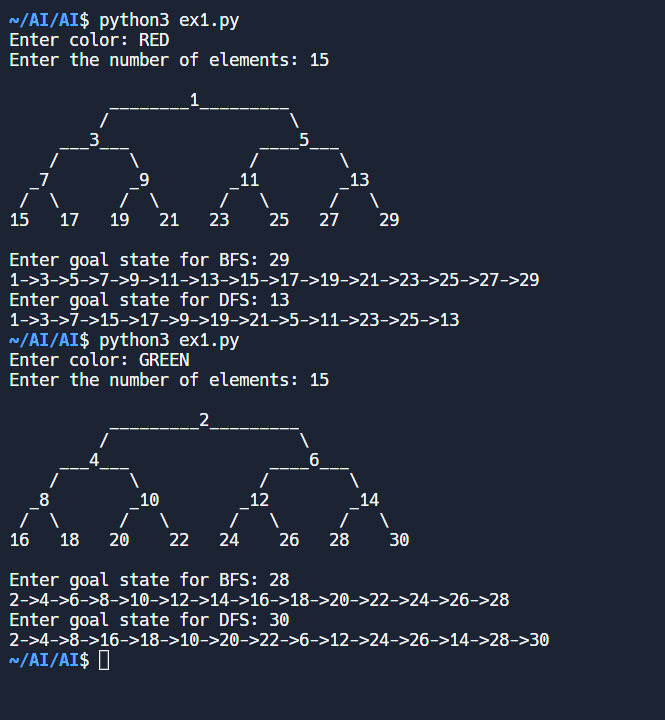 ~/AI/AI$ python3 ex1.py
Enter color: RED
Enter the number of elements: 15
          ________1_________
         /                  \
     ___3___             ____5___
    /       \           /        \
  _7        _9        _11        _13
 /  \      /  \      /   \      /   \
15   17   19   21   23    25   27    29
Enter goal state for BFS: 29
1->3->5->7->9->11->13->15->17->19->21->23->25->27->29
Enter goal state for DFS: 13
1->3->7->15->17->9->19->21->5->11->23->25->13
~/AI/AI$ python3 ex1.py
Enter color: GREEN
Enter the number of elements: 15
          _________2_________
         /                   \
     ___4___              ____6___
    /       \            /        \
  _8        _10        _12        _14
 /  \      /   \      /   \      /   \
16   18   20    22   24    26   28    30
Enter goal state for BFS: 28
2->4->6->8->10->12->14->16->18->20->22->24->26->28
Enter goal state for DFS: 30
2->4->8->16->18->10->20->22->6->12->24->26->14->28->30
~/AI/AI$